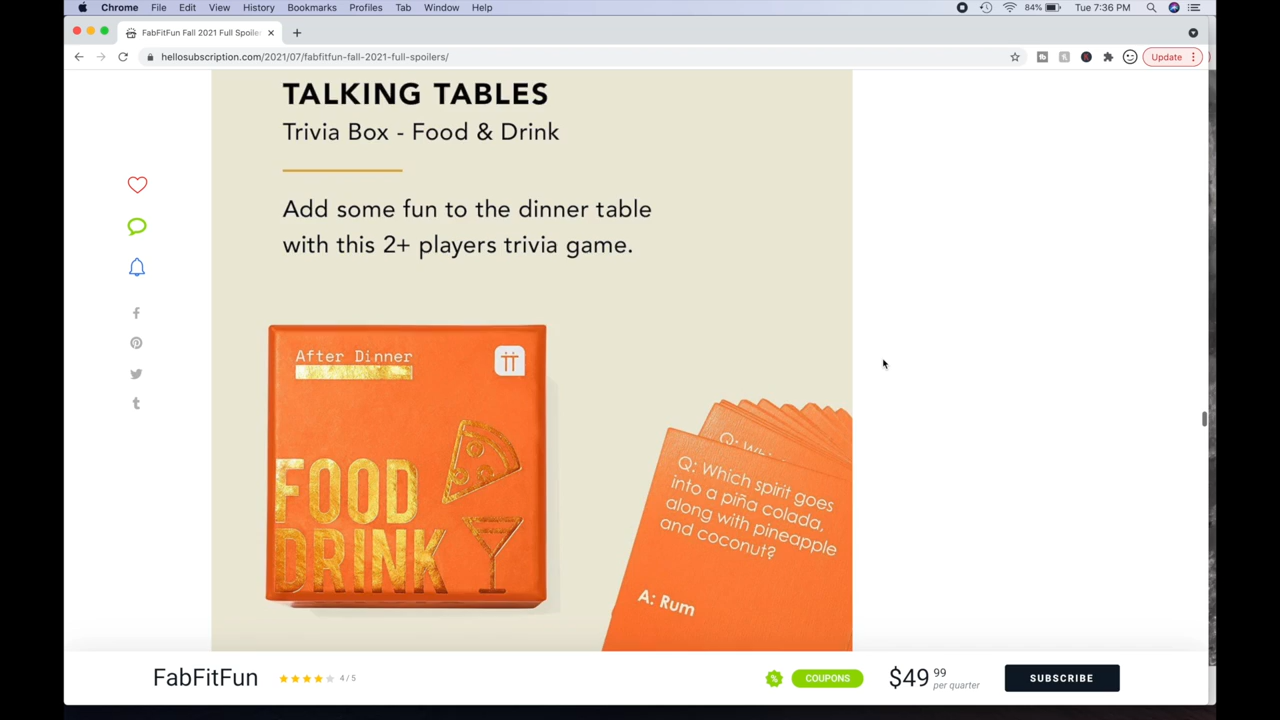 Chrome File Edit View History Bookmarks Profiles Tab Window Help 84% Tue 7:36 PM
FabFitFun Fall 2021 Full Spoile
hellosubscription.com/2021/07/fabfitfun-fall-2021-full-spoilers/ Update
TALKING TABLES
Trivia Box - Food & Drink
Add some fun to the dinner table
with this 2+ players trivia game.
After Dinner
FOOD
DRINK
Q: Whi
Q: Which spirit goes
into a piña colada,
along with pineapple
and coconut?
A: Rum
FabFitFun 4 / 5 % COUPONS $49 99 per quarter SUBSCRIBE